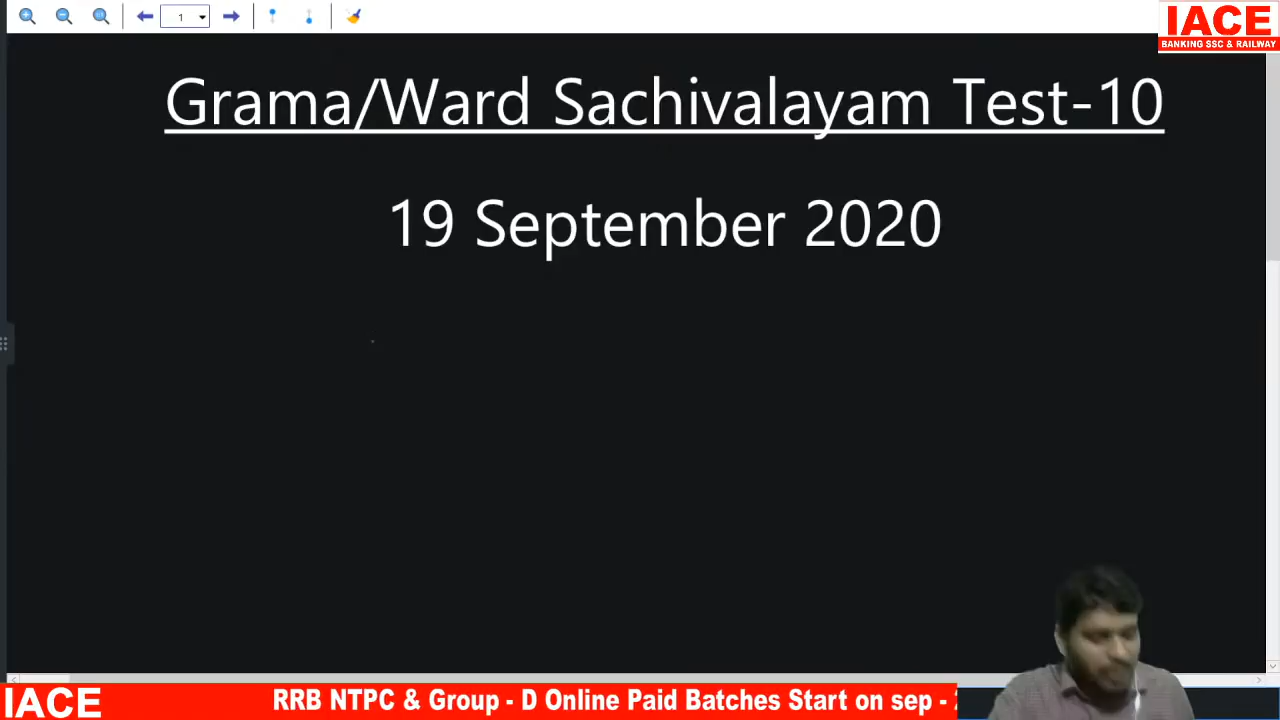 1
IACE
BANKING SSC & RAILWAY
Grama/Ward Sachivalayam Test-10
19 September 2020
IACE
RRB NTPC & Group - D Online Paid Batches Start on sep -